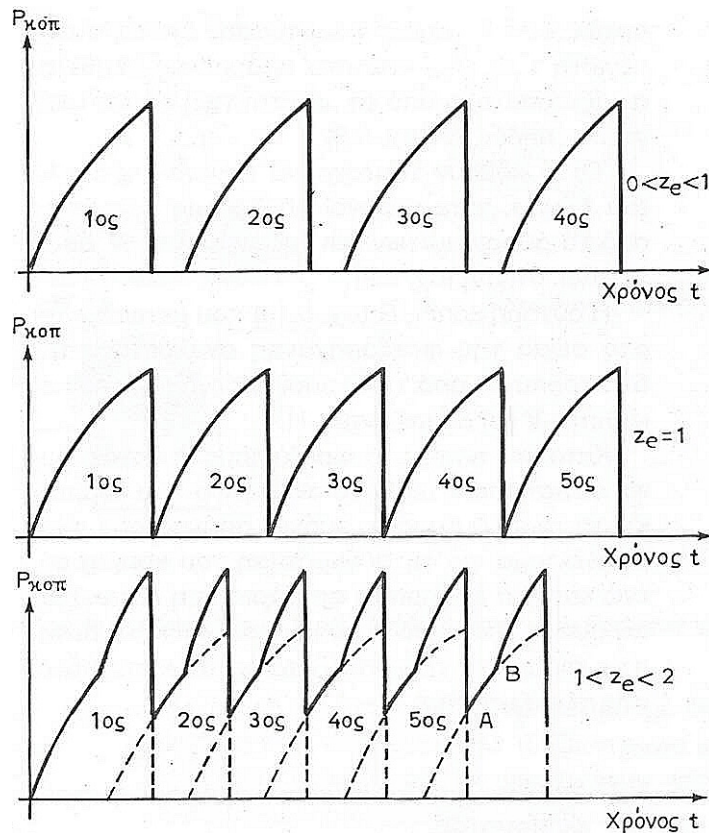 Pκοπ
1ος 2ος 3ος 4ος
0<ze<1
Χρόνος t
Pκοπ
1ος 2ος 3ος 4ος 5ος
ze=1
Χρόνος t
Pκοπ
B
1<ze<2
1ος 2ος 3ος 4ος 5ος A
Χρόνος t